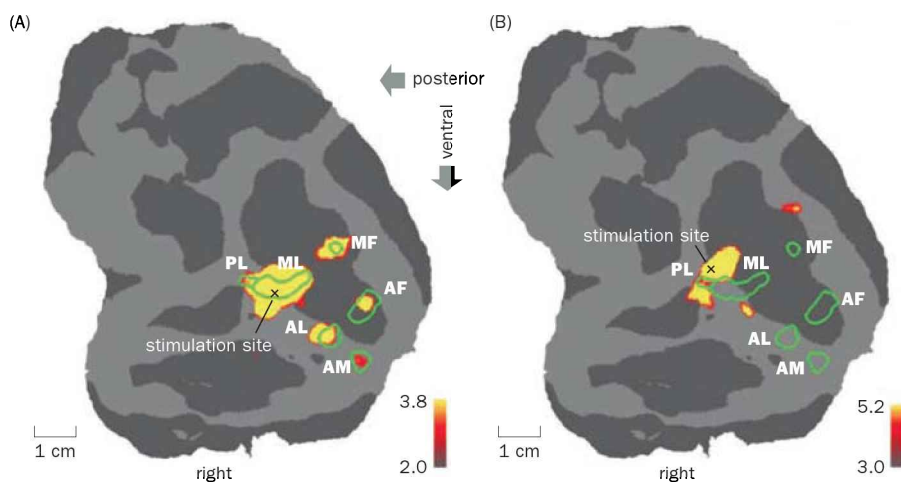 (A)
(B)
posterior
ventral
MF
PL
ML
AF
AL
stimulation site
AM
3.8
2.0
1 cm
right
stimulation site
MF
PL
ML
AF
AL
AM
5.2
3.0
1 cm
right